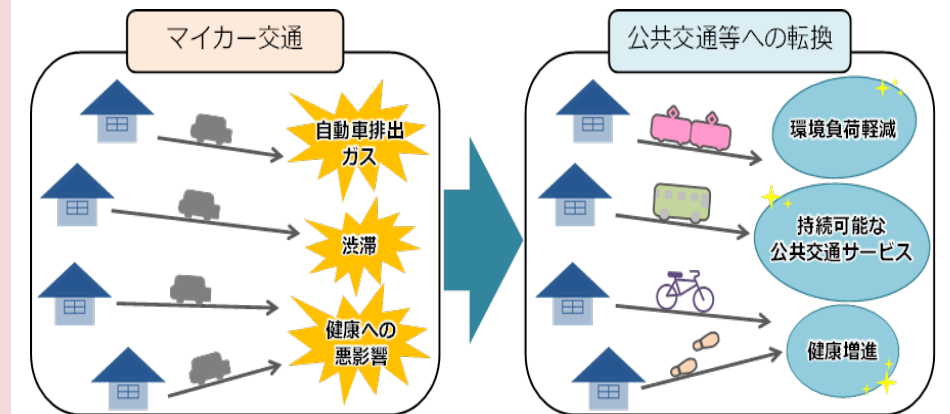 マイカー交通
自動車排出
ガス
渋滞
健康への
悪影響
公共交通等への転換
環境負荷軽減
持続可能な
公共交通サービス
健康増進